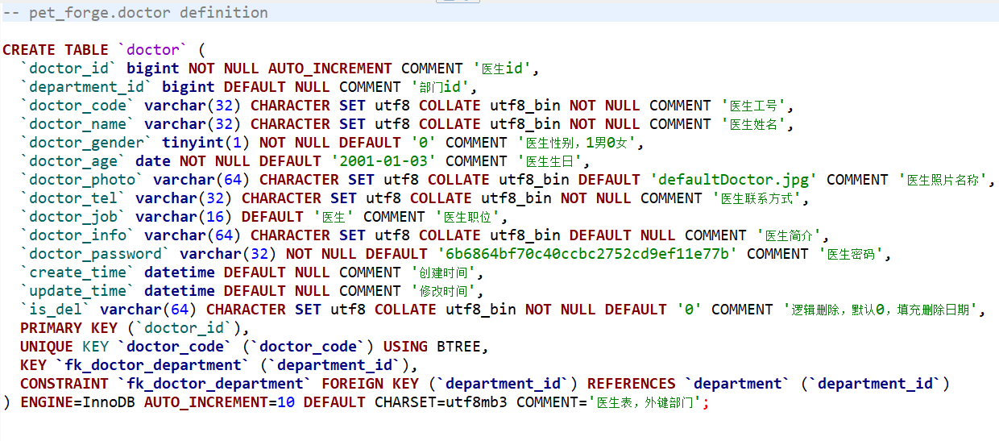 -- pet_forge.doctor definition
CREATE TABLE `doctor` (
  `doctor_id` bigint NOT NULL AUTO_INCREMENT COMMENT '医生id',
  `department_id` bigint DEFAULT NULL COMMENT '部门id',
  `doctor_code` varchar(32) CHARACTER SET utf8 COLLATE utf8_bin NOT NULL COMMENT '医生工号',
  `doctor_name` varchar(32) CHARACTER SET utf8 COLLATE utf8_bin NOT NULL COMMENT '医生姓名',
  `doctor_gender` tinyint(1) NOT NULL DEFAULT '0' COMMENT '医生性别，1男0女',
  `doctor_age` date NOT NULL DEFAULT '2001-01-03' COMMENT '医生生日',
  `doctor_photo` varchar(64) CHARACTER SET utf8 COLLATE utf8_bin DEFAULT 'defaultDoctor.jpg' COMMENT '医生照片名称',
  `doctor_tel` varchar(32) CHARACTER SET utf8 COLLATE utf8_bin NOT NULL COMMENT '医生联系方式',
  `doctor_job` varchar(16) DEFAULT '医生' COMMENT '医生职位',
  `doctor_info` varchar(64) CHARACTER SET utf8 COLLATE utf8_bin DEFAULT NULL COMMENT '医生简介',
  `doctor_password` varchar(32) NOT NULL DEFAULT '6b6864bf70c40ccbc2752cd9ef11e77b' COMMENT '医生密码',
  `create_time` datetime DEFAULT NULL COMMENT '创建时间',
  `update_time` datetime DEFAULT NULL COMMENT '修改时间',
  `is_del` varchar(64) CHARACTER SET utf8 COLLATE utf8_bin NOT NULL DEFAULT '0' COMMENT '逻辑删除，默认0，填充删除日期',
  PRIMARY KEY (`doctor_id`),
  UNIQUE KEY `doctor_code` (`doctor_code`) USING BTREE,
  KEY `fk_doctor_department` (`department_id`),
  CONSTRAINT `fk_doctor_department` FOREIGN KEY (`department_id`) REFERENCES `department` (`department_id`)
) ENGINE=InnoDB AUTO_INCREMENT=10 DEFAULT CHARSET=utf8mb3 COMMENT='医生表，外键部门';